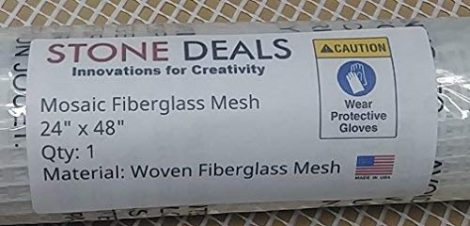 STONE DEALS
Innovations for Creativity
Mosaic Fiberglass Mesh
24" x 48"
Qty: 1
Material: Woven Fiberglass Mesh
CAUTION
Wear
Protective
Gloves
MADE IN USA